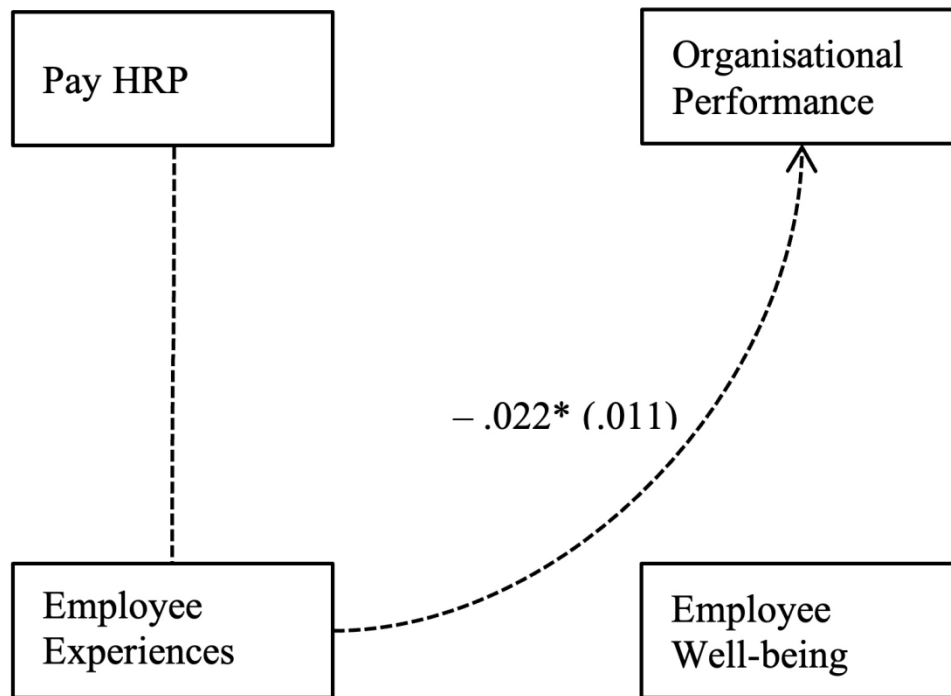 Pay HRP
Organisational
Performance
– .022* (.011)
Employee
Experiences
Employee
Well-being